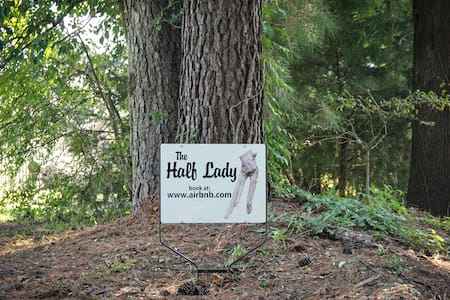 The
Half Lady
book at:
www.airbnb.com